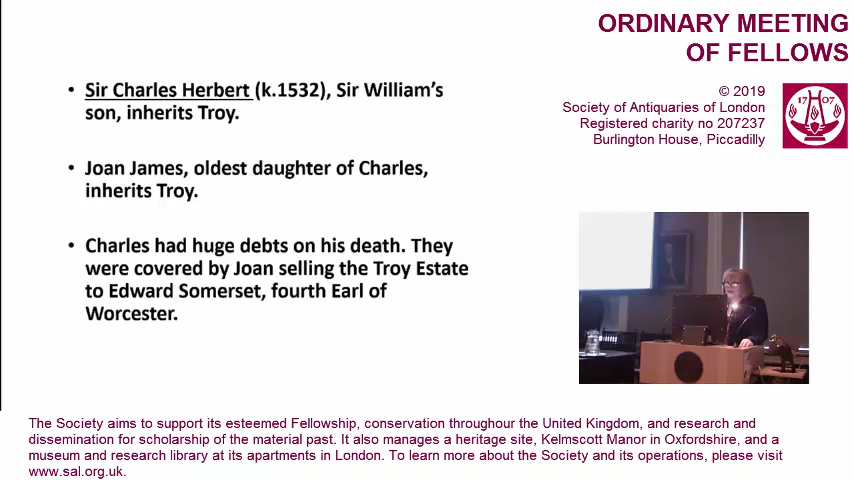 ORDINARY MEETING
OF FELLOWS
© 2019
Society of Antiquaries of London
Registered charity no 207237
Burlington House, Piccadilly
17 07
• Sir Charles Herbert (k.1532), Sir William's
son, inherits Troy.
• Joan James, oldest daughter of Charles,
inherits Troy.
• Charles had huge debts on his death. They
were covered by Joan selling the Troy Estate
to Edward Somerset, fourth Earl of
Worcester.
The Society aims to support its esteemed Fellowship, conservation throughour the United Kingdom, and research and
dissemination for scholarship of the material past. It also manages a heritage site, Kelmscott Manor in Oxfordshire, and a
museum and research library at its apartments in London. To learn more about the Society and its operations, please visit
www.sal.org.uk.